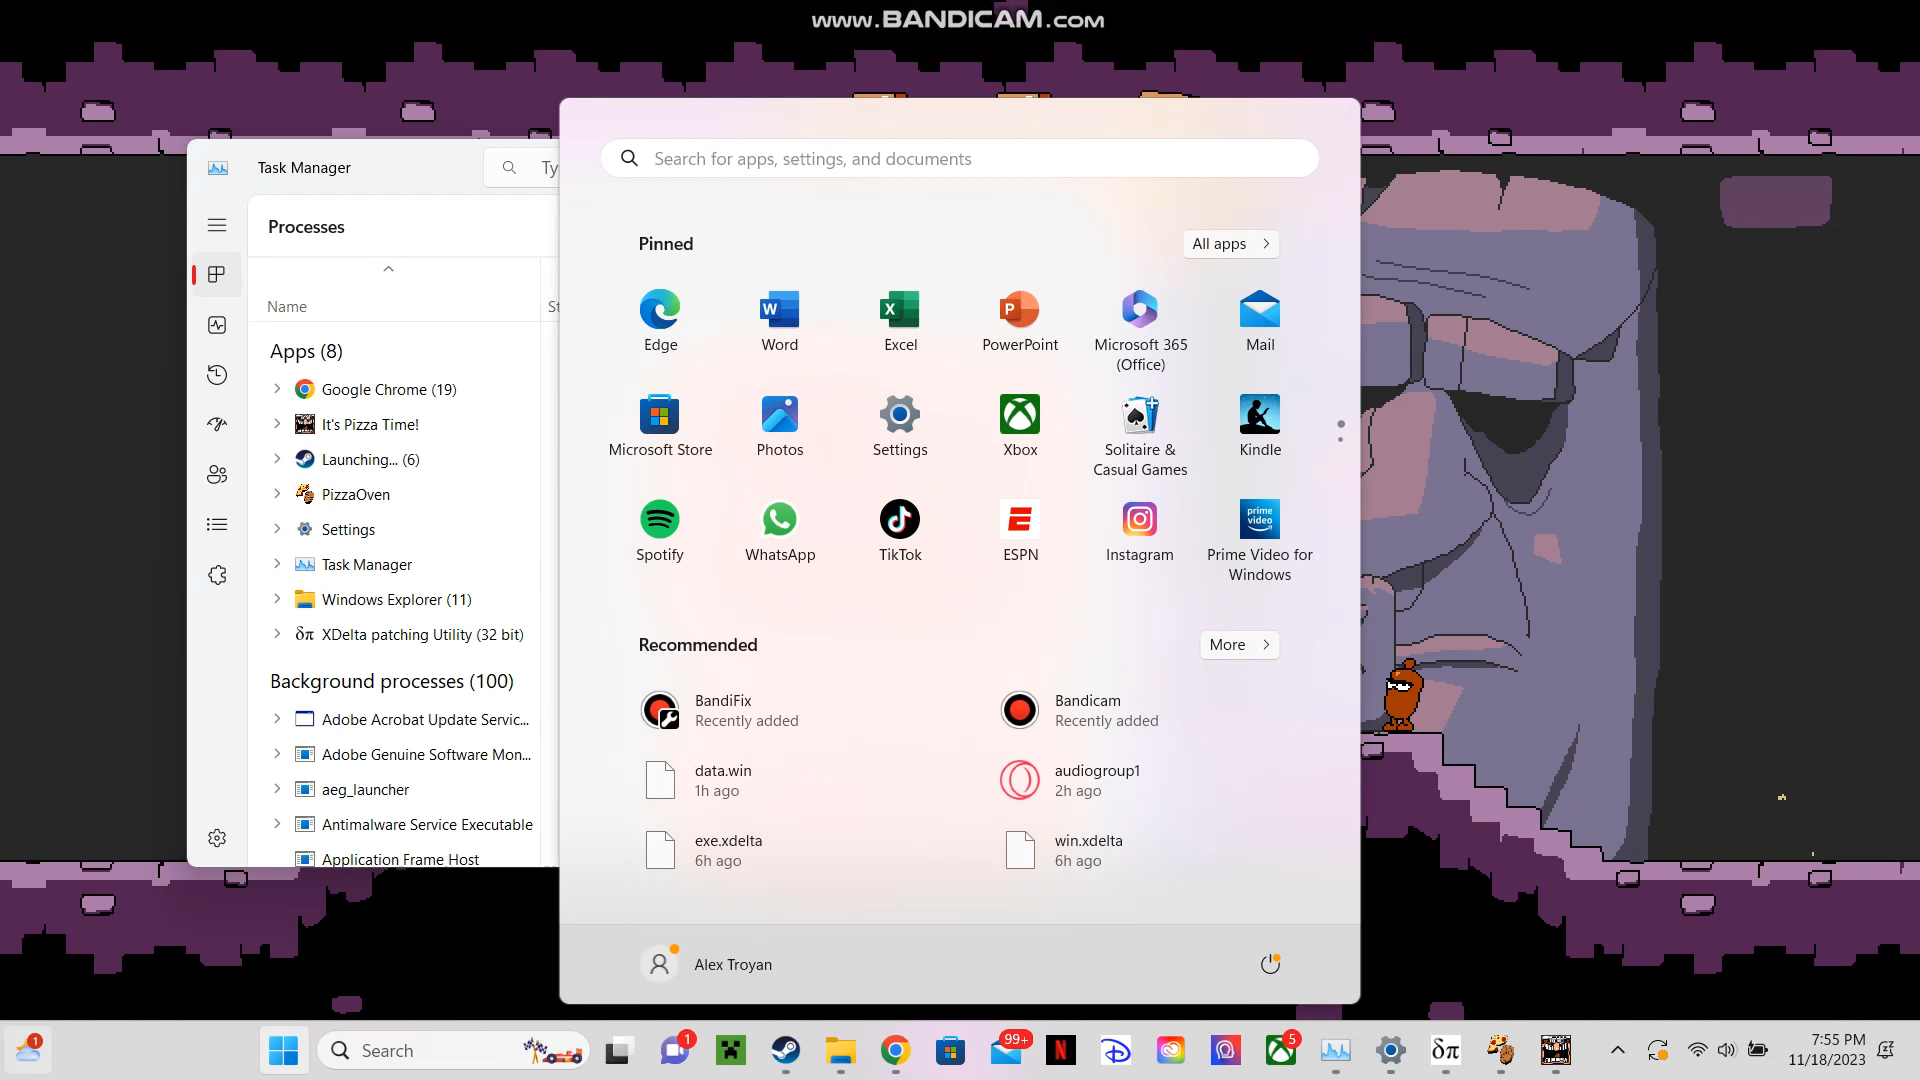 www.BANDICAM.com
Task Manager
Ty
Processes
Name
St
Apps (8)
Google Chrome (19)
It's Pizza Time!
Launching... (6)
PizzaOven
Settings
Task Manager
Windows Explorer (11)
δπ XDelta patching Utility (32 bit)
Background processes (100)
Adobe Acrobat Update Servic...
Adobe Genuine Software Mon...
aeg_launcher
Antimalware Service Executable
Application Frame Host
Search for apps, settings, and documents
Pinned
All apps
Edge
Word
Excel
PowerPoint
Microsoft 365
(Office)
Mail
Microsoft Store
Photos
Settings
Xbox
Solitaire &
Casual Games
Kindle
prime
video
Spotify
WhatsApp
TikTok
ESPN
Instagram
Prime Video for
Windows
Recommended
More
BandiFix
Recently added
Bandicam
Recently added
data.win
1h ago
audiogroup1
2h ago
exe.xdelta
6h ago
win.xdelta
6h ago
Alex Troyan
1
Search
1
99+
N
5
δπ
7:55 PM
11/18/2023